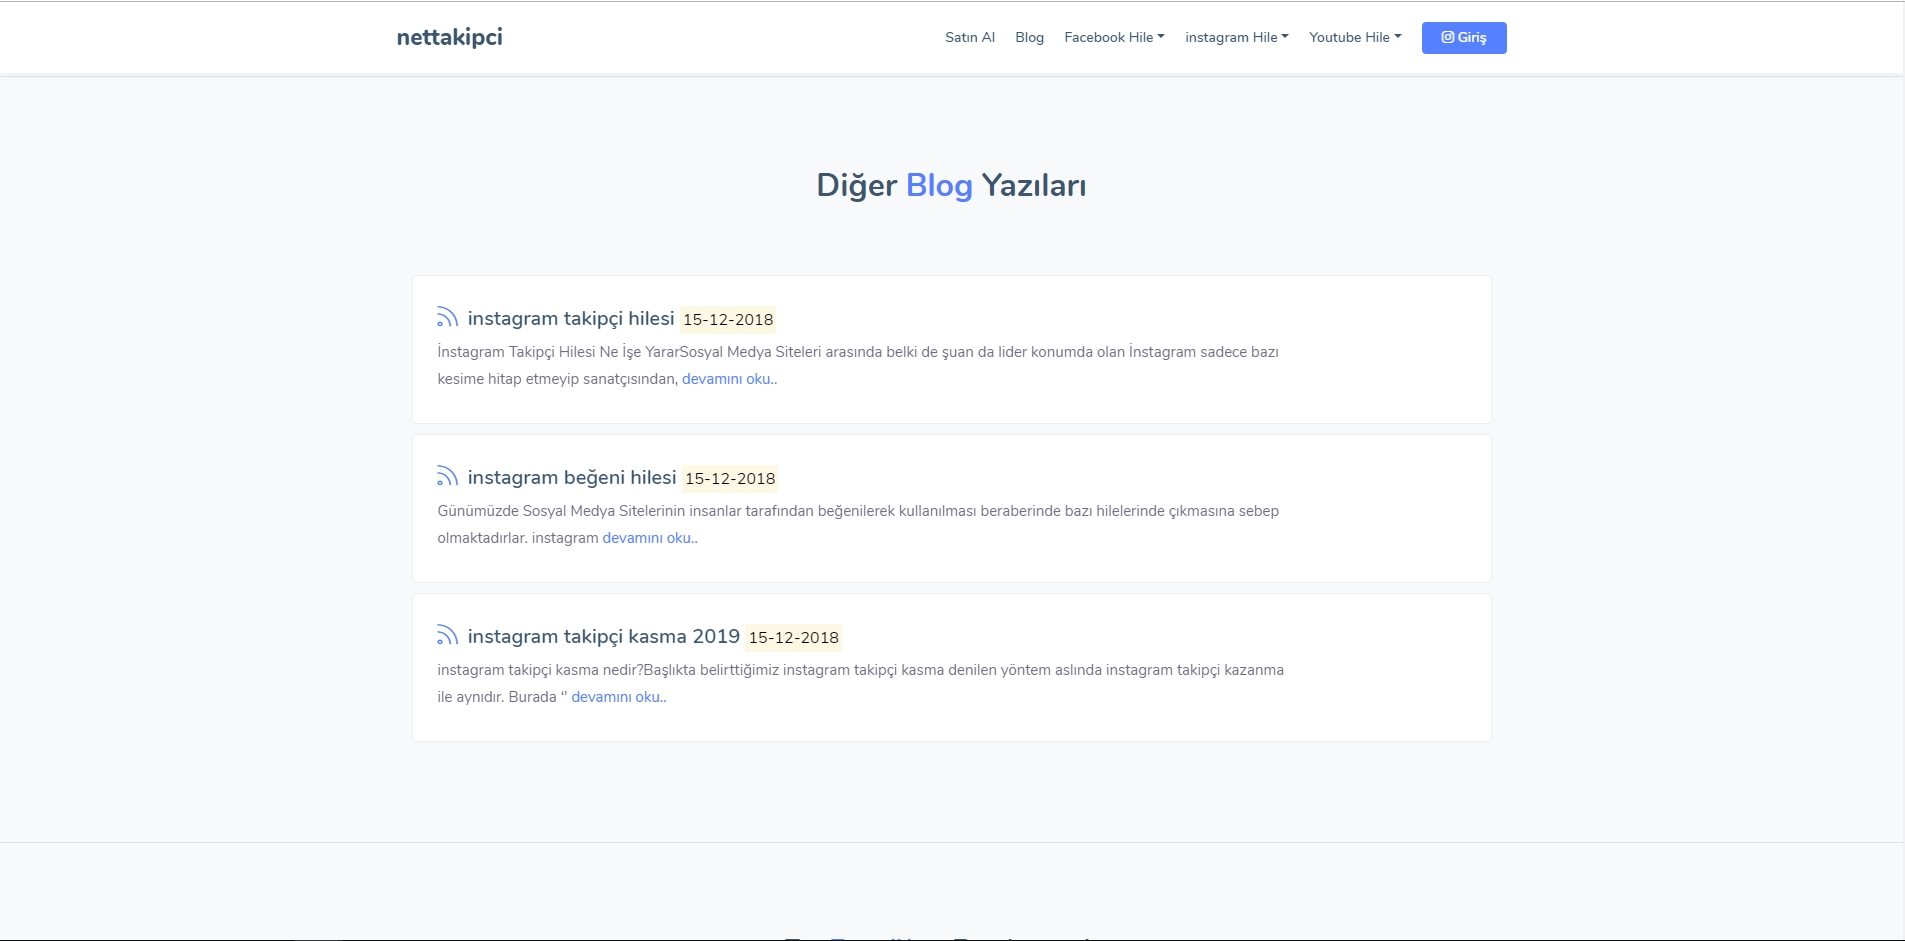 nettakipci
Satın Al Blog Facebook Hile instagram Hile Youtube Hile Giriş
Diğer Blog Yazıları
instagram takipçi hilesi 15-12-2018
İnstagram Takipçi Hilesi Ne İşe YararSosyal Medya Siteleri arasında belki de şuan da lider konumda olan İnstagram sadece bazı
kesime hitap etmeyip sanatçısından, devamını oku..
instagram beğeni hilesi 15-12-2018
Günümüzde Sosyal Medya Sitelerinin insanlar tarafından beğenilerek kullanılması beraberinde bazı hilelerinde çıkmasına sebep
olmaktadırlar. instagram devamını oku..
instagram takipçi kasma 2019 15-12-2018
instagram takipçi kasma nedir?Başlıkta belirttiğimiz instagram takipçi kasma denilen yöntem aslında instagram takipçi kazanma
ile aynıdır. Burada “” devamını oku..